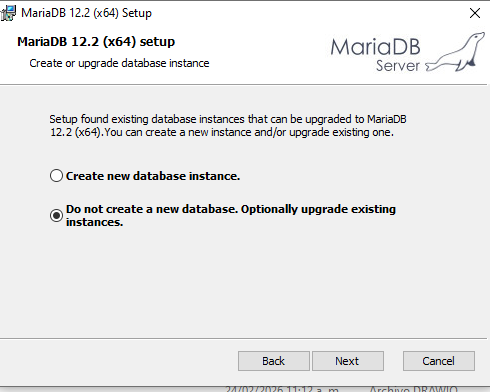 MariaDB 12.2 (x64) Setup
MariaDB 12.2 (x64) setup
Create or upgrade database instance
MariaDB
Server
Setup found existing database instances that can be upgraded to MariaDB
12.2 (x64).You can create a new instance and/or upgrade existing one.
Create new database instance.
Do not create a new database. Optionally upgrade existing
instances.
Back
Next
Cancel
24/02/2026 11:12 a. m.
Archivo DRAWIO